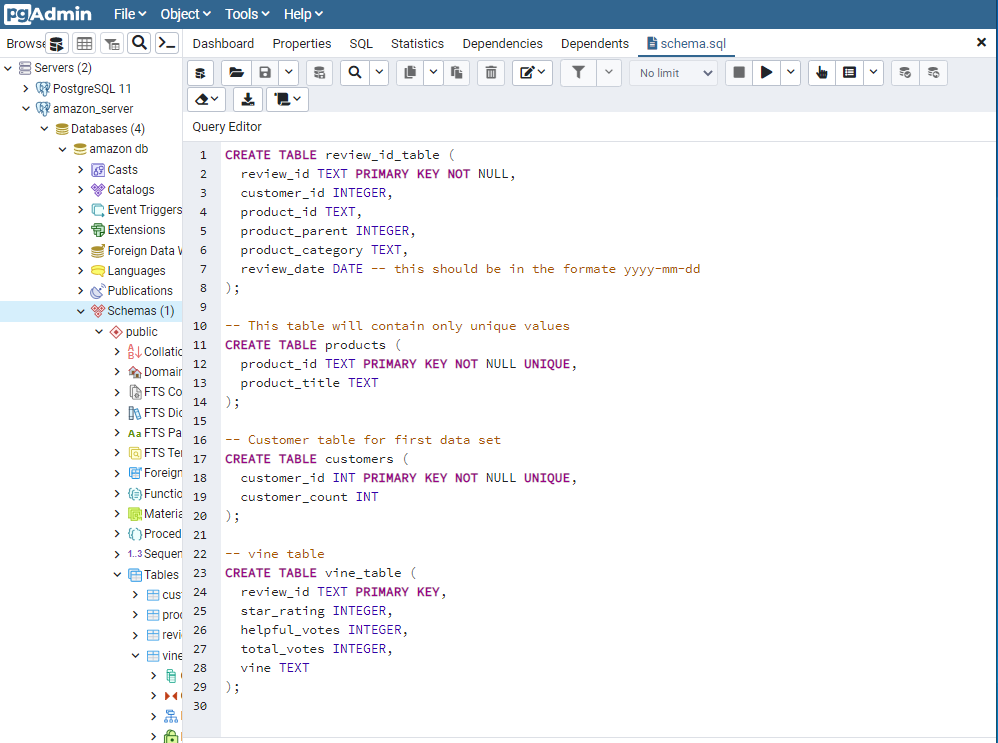 pgAdmin File Object Tools Help
Browse Dashboard Properties SQL Statistics Dependencies Dependents schema.sql
No limit
Query Editor
Servers (2)
PostgreSQL 11
amazon_server
Databases (4)
amazon db
Casts
Catalogs
Event Triggers
Extensions
Foreign Data W
Languages
Publications
Schemas (1)
public
Collatio
Domain
FTS Co
FTS Dic
FTS Pa
FTS Te
Foreign
Functio
Materia
Proced
1..3 Sequen
Tables
cus
proc
revi
vine
1 CREATE TABLE review_id_table (
2 review_id TEXT PRIMARY KEY NOT NULL,
3 customer_id INTEGER,
4 product_id TEXT,
5 product_parent INTEGER,
6 product_category TEXT,
7 review_date DATE -- this should be in the formate yyyy-mm-dd
8 );
9
10 -- This table will contain only unique values
11 CREATE TABLE products (
12 product_id TEXT PRIMARY KEY NOT NULL UNIQUE,
13 product_title TEXT
14 );
15
16 -- Customer table for first data set
17 CREATE TABLE customers (
18 customer_id INT PRIMARY KEY NOT NULL UNIQUE,
19 customer_count INT
20 );
21
22 -- vine table
23 CREATE TABLE vine_table (
24 review_id TEXT PRIMARY KEY,
25 star_rating INTEGER,
26 helpful_votes INTEGER,
27 total_votes INTEGER,
28 vine TEXT
29 );
30